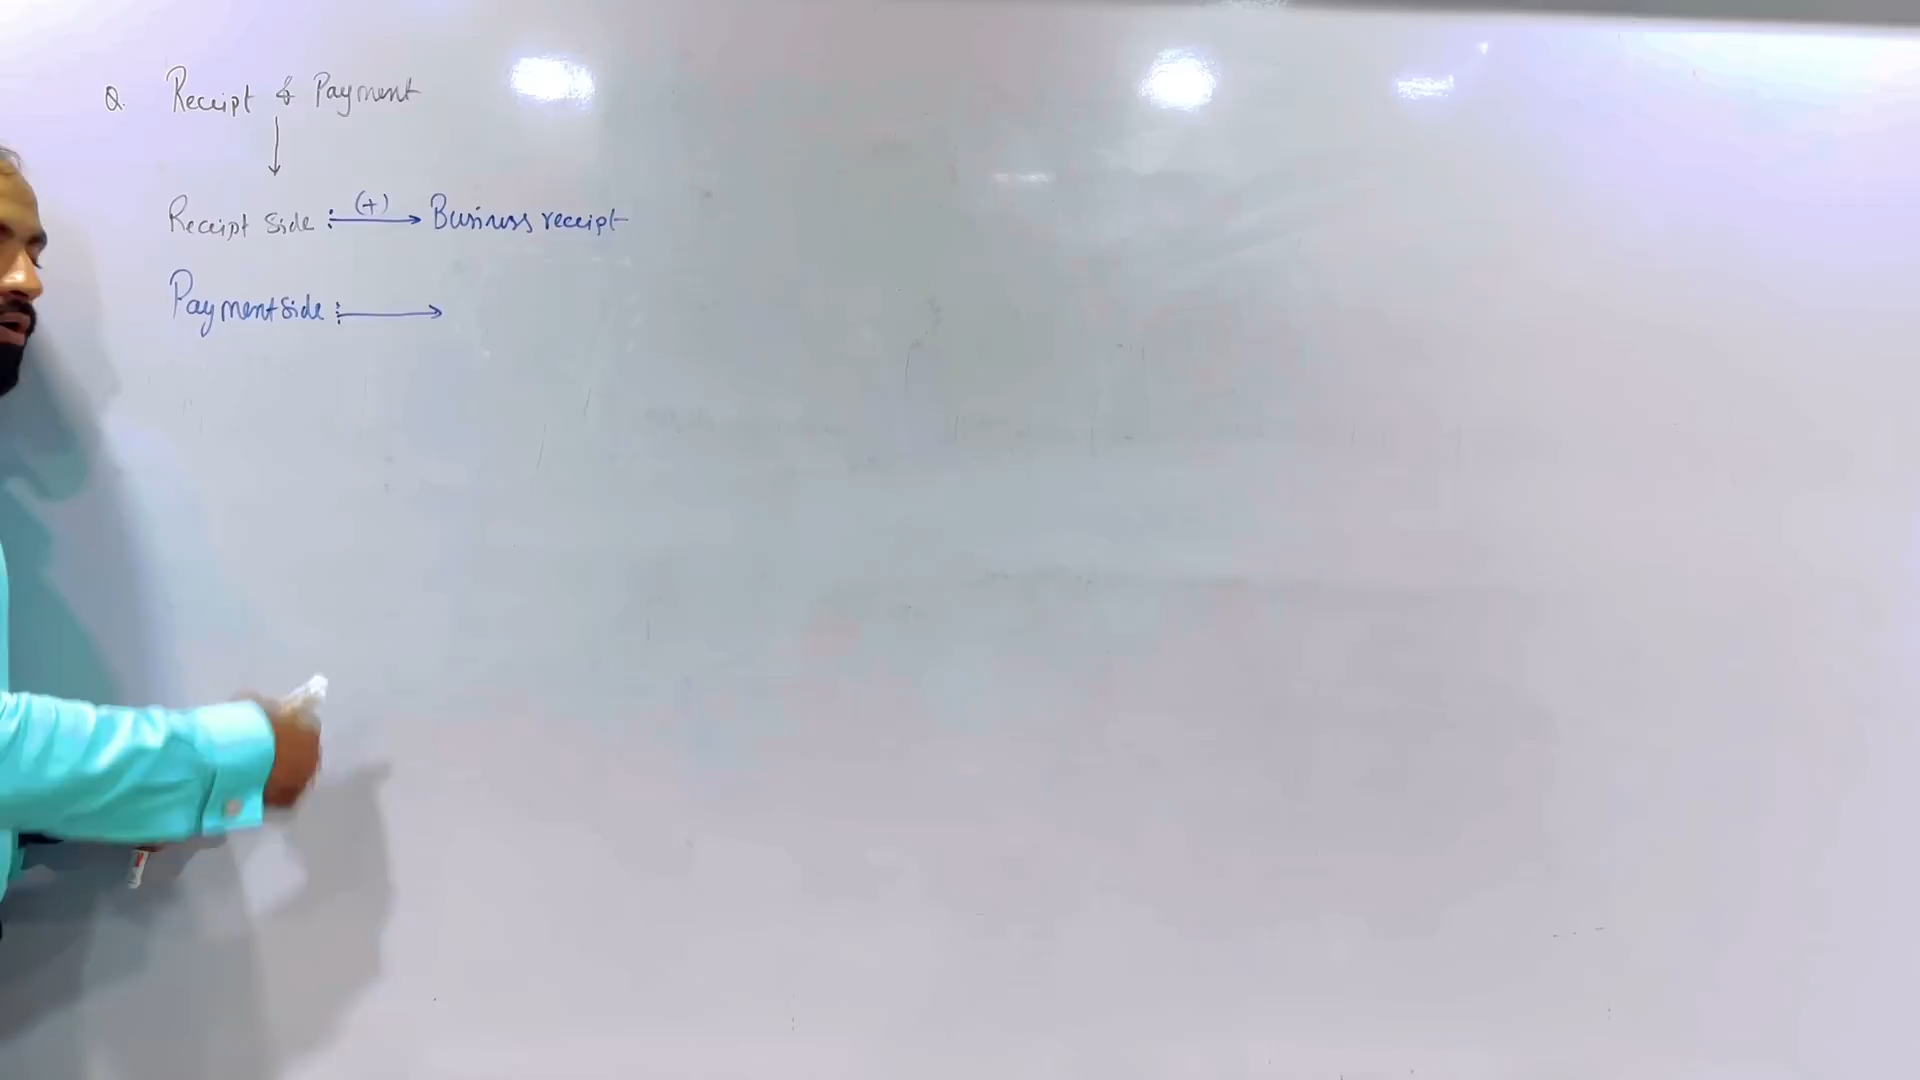 Q. Receipt & Payment
Receipt Side : (+) → Business receipt
Payment Side : →